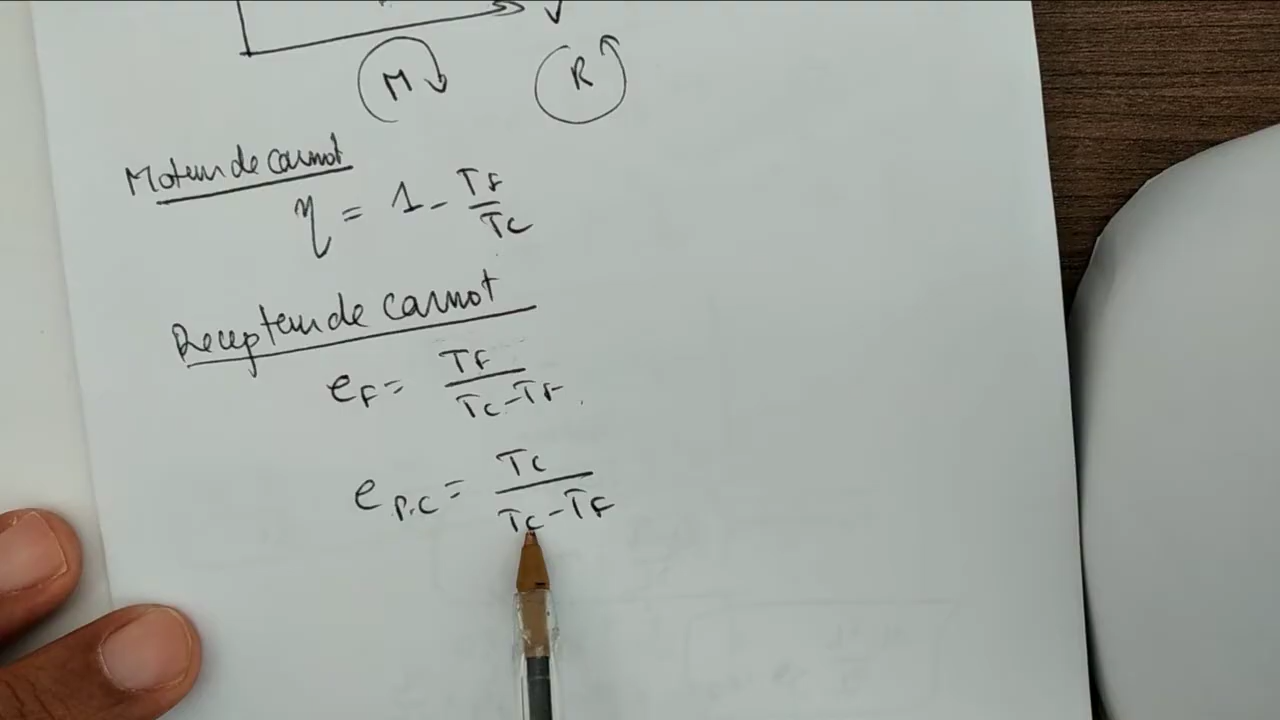 V
M R
Moteur de carnot
η = 1 - TF/TC
Recepteur de carnot
eF = TF/TC-TF
eP.C = TC/TC-TF